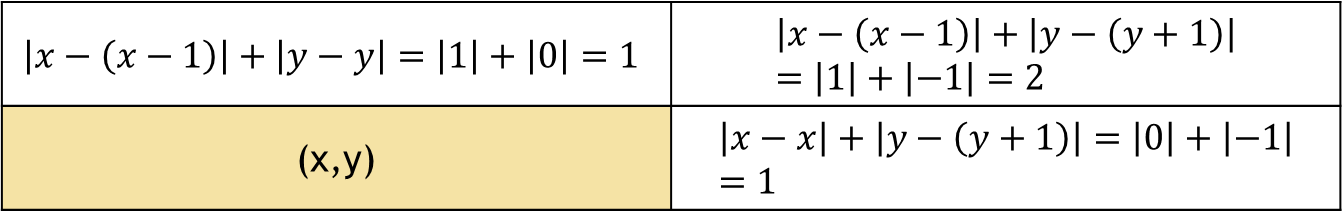 |x − (x − 1)| + |y − y| = |1| + |0| = 1
|x − (x − 1)| + |y − (y + 1)|
= |1| + |−1| = 2
(x,y)
|x − x| + |y − (y + 1)| = |0| + |−1|
= 1